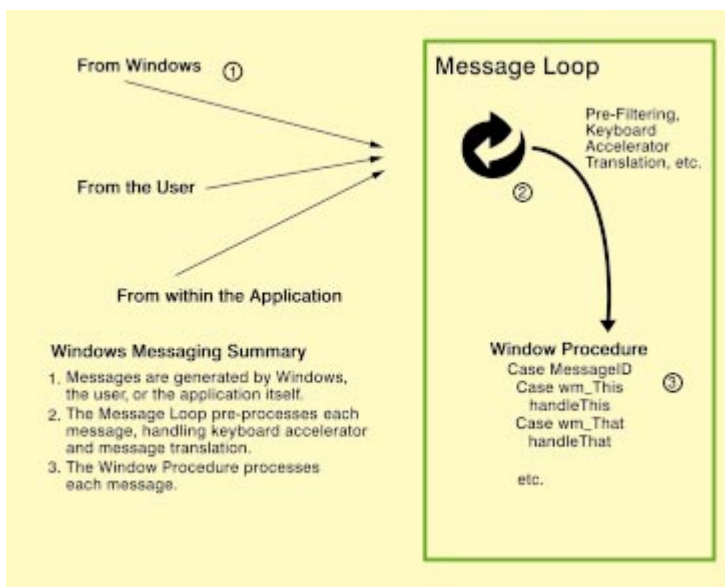 From Windows ①
From the User
From within the Application
Windows Messaging Summary
1. Messages are generated by Windows,
the user, or the application itself.
2. The Message Loop pre-processes each
message, handling keyboard accelerator
and message translation.
3. The Window Procedure processes
each message.
Message Loop
Pre-Filtering,
Keyboard
Accelerator
Translation, etc.
②
Window Procedure
Case MessageID
Case wm_This ③
handleThis
Case wm_That
handleThat
etc.